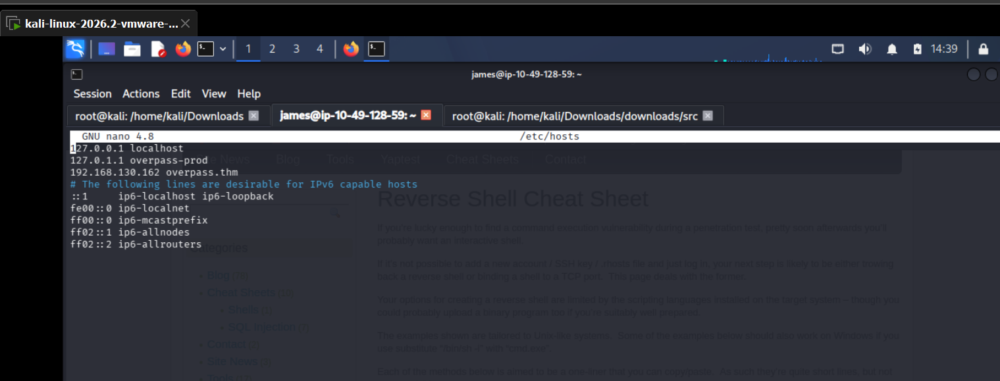 kali-linux-2026.2-vmware-...
1 2 3 4 14:39
james@ip-10-49-128-59: ~
Session Actions Edit View Help
root@kali: /home/kali/Downloads
james@ip-10-49-128-59: ~
root@kali: /home/kali/Downloads/downloads/src
GNU nano 4.8 /etc/hosts
127.0.0.1 localhost
127.0.1.1 overpass-prod
192.168.130.162 overpass.thm
# The following lines are desirable for IPv6 capable hosts
::1 ip6-localhost ip6-loopback
fe00::0 ip6-localnet
ff00::0 ip6-mcastprefix
ff02::1 ip6-allnodes
ff02::2 ip6-allrouters
Site News Blog Tools Yaptest Cheat Sheets Contact
Categories
Blog
Cheat Sheets (10)
Shells (1)
SQL Injection (7)
Contact (2)
Site News
Tools
Reverse Shell Cheat Sheet
If you're lucky enough to find a command execution vulnerability during a penetration test, pretty soon afterwards you'll
probably want an interactive shell.
If it's not possible to add a new account / SSH key / .rhosts file and just log in, your next step is likely to be either trowing
back a reverse shell or binding a shell to a TCP port. This page deals with the former.
Your options for creating a reverse shell are limited by the scripting languages installed on the target system – though you
could probably upload a binary program too if you're suitably well prepared.
The examples shown are tailored to Unix-like systems. Some of the examples below should also work on Windows if you
use substitute "/bin/sh -i" with "cmd.exe".
Each of the methods below is aimed to be a one-liner that you can copy/paste. As such they're quite short lines, but not